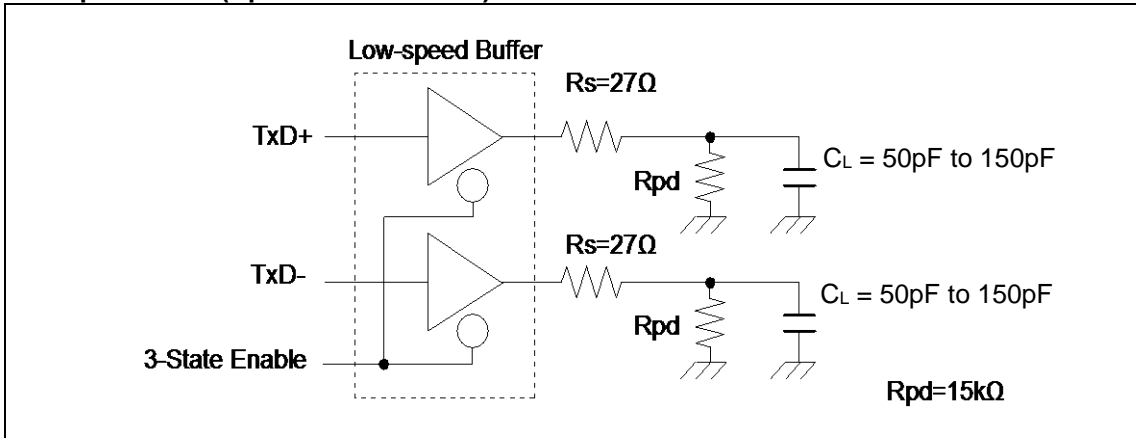 Low-speed Buffer
Rs=27Ω
TxD+
CL = 50pF to 150pF
Rpd
Rs=27Ω
TxD-
CL = 50pF to 150pF
Rpd
3-State Enable
Rpd=15kΩ